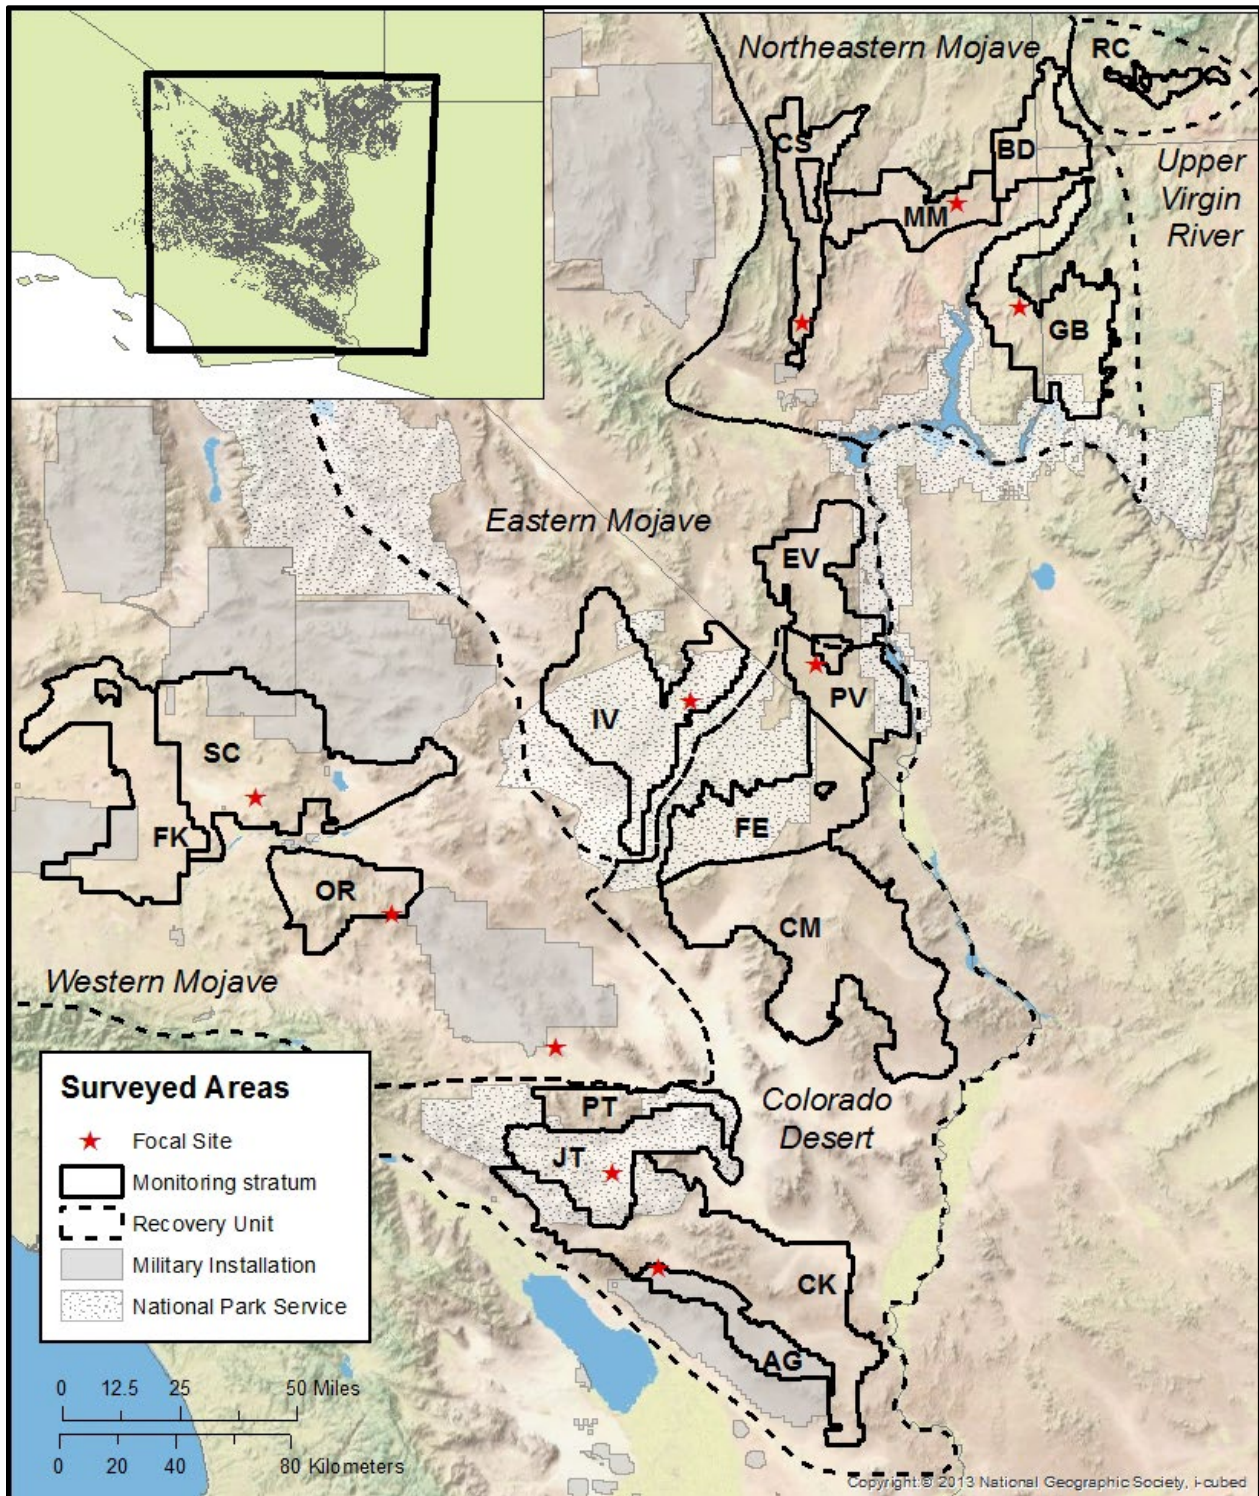 Northeastern Mojave
RC
CS
BD
Upper
Virgin
River
MM
GB
Eastern Mojave
EV
IV
PV
SC
FK
FE
OR
CM
Western Mojave
Surveyed Areas
Focal Site
Monitoring stratum
Recovery Unit
Military Installation
National Park Service
PT
Colorado
Desert
JT
CK
AG
0 12.5 25 50 Miles
0 20 40 80 Kilometers
Copyright:© 2013 National Geographic Society, i-cubed